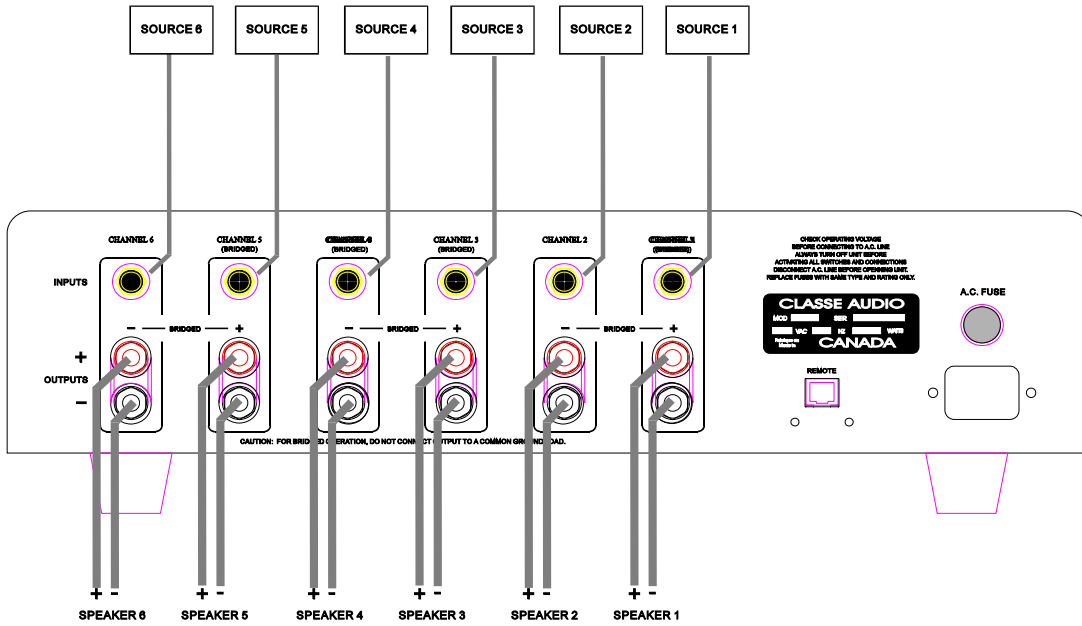 SOURCE 6 SOURCE 5 SOURCE 4 SOURCE 3 SOURCE 2 SOURCE 1
CHANNEL 6 CHANNEL 5 CHANNEL 3 CHANNEL 2
(BRIDGED) (BRIDGED) (BRIDGED)
CHECK OPERATING VOLTAGE
BEFORE CONNECTING TO A.C. LINE
ALWAYS TURN OFF UNIT BEFORE
ACTIVATING ALL SWITCHES AND CONNECTIONS
DISCONNECT A.C. LINE BEFORE OPENNING UNIT.
REPLACE FUSES WITH SAME TYPE AND RATING ONLY.
INPUTS
A.C. FUSE
CLASSE AUDIO
MOD SER
VAC HZ WATTS
Made in
CANADA
− BRIDGED + − BRIDGED + − BRIDGED +
+
OUTPUTS
−
REMOTE
CAUTION: FOR BRIDGED OPERATION, DO NOT CONNECT OUTPUT TO A COMMON GROUND LOAD.
+ - + - + - + - + - + -
SPEAKER 6 SPEAKER 5 SPEAKER 4 SPEAKER 3 SPEAKER 2 SPEAKER 1